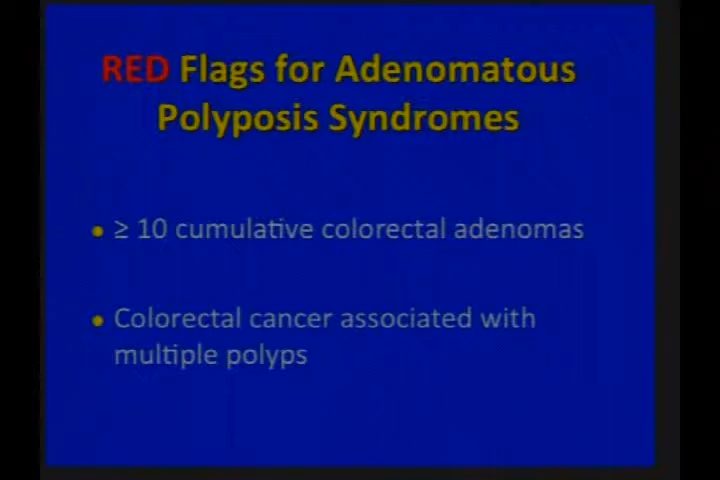 RED Flags for Adenomatous
Polyposis Syndromes
• ≥ 10 cumulative colorectal adenomas
• Colorectal cancer associated with
multiple polyps